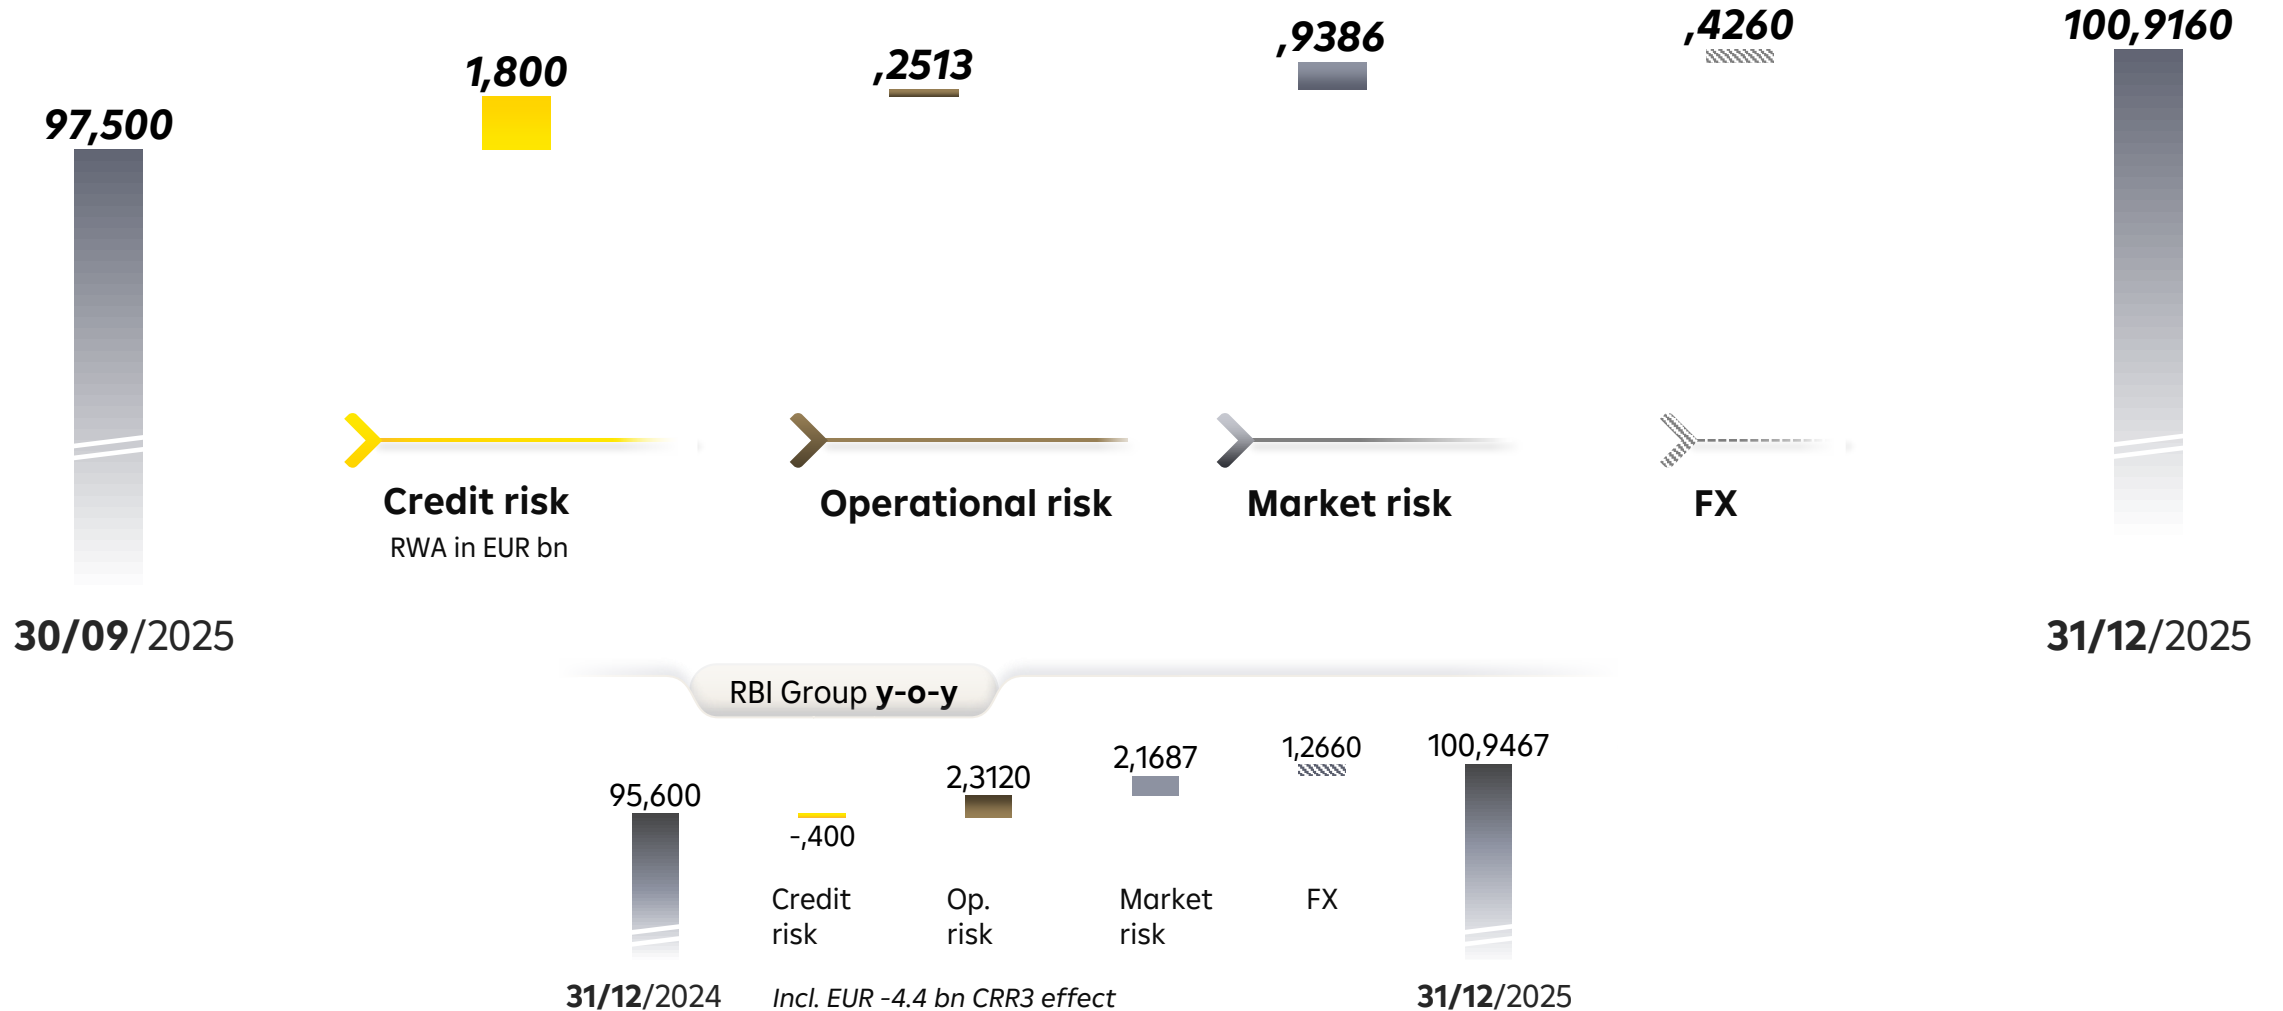 97,500
1,800
,2513
,9386
,4260
100,9160
Credit risk
RWA in EUR bn
Operational risk
Market risk
FX
30/09/2025
31/12/2025
RBI Group y-o-y
95,600
-,400
2,3120
2,1687
1,2660
100,9467
Credit
risk
Op.
risk
Market
risk
FX
31/12/2024
Incl. EUR -4.4 bn CRR3 effect
31/12/2025